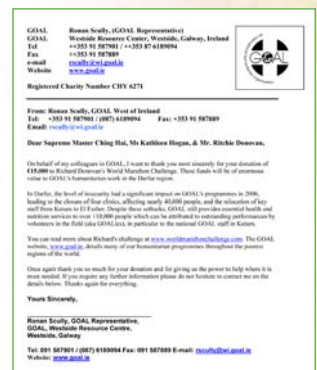 GOAL Ronan Scully, (GOAL Representative)
GOAL Westside Resource Center, Westside, Galway, Ireland
Tel +353 91 587901 / ++353 87 6189094
Fax ++353 91 587889
e-mail rscully@wi.goal.ie
Website www.goal.ie
GOAL
Registered Charity Number CHY 6271
From: Ronan Scully, GOAL West of Ireland
Tel: +353 91 587901 / (087) 6189094 Fax: +353 91 587889
Email: rscully@wi.goal.ie
Dear Supreme Master Ching Hai, Ms Kathleen Hogan, & Mr. Ritchie Donovan,
On behalf of my colleagues in GOAL, I want to thank you most sincerely for your donation of
€15,000 to Richard Donovan's World Marathon Challenge. These funds will be of enormous
value to GOAL's humanitarian work in the Darfur region.
In Darfur, the level of insecurity had a significant impact on GOAL's programmes in 2006,
leading to the closure of four clinics, affecting nearly 40,000 people, and the relocation of key
staff from Kutum to El Fasher. Despite these setbacks, GOAL still provides essential health and
nutrition services to over 110,000 people which can be attributed to outstanding performances by
volunteers in the field (aka GOALies), in particular to the national GOAL staff in Kutum.
You can read more about Richard's challenge at www.worldmarathonchallenge.com. The GOAL
website, www.goal.ie, details many of our humanitarian programmes throughout the poorest
regions of the world.
Once again thank you so much for your donation and for giving us the power to help where it is
most needed. If you require any further information please do not hesitate to contact me on the
details below. Thanks again for everything.
Yours Sincerely,
Ronan Scully, GOAL Representative,
GOAL, Westside Resource Centre,
Westside, Galway
Tel: 091 587901 / (087) 6189094 Fax: 091 587889 E-mail: rscully@wi.goal.ie
Website: www.goal.ie